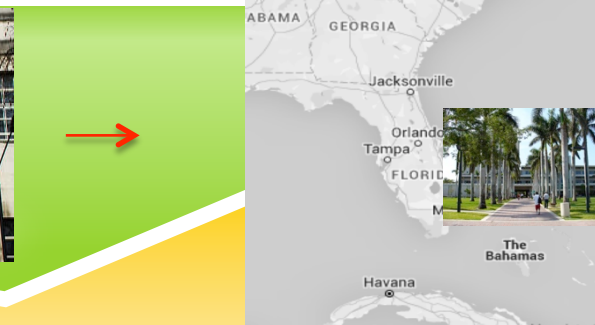 ABAMA
GEORGIA
Jacksonville
Orlando
Tampa
FLORID
M
The
Bahamas
Havana